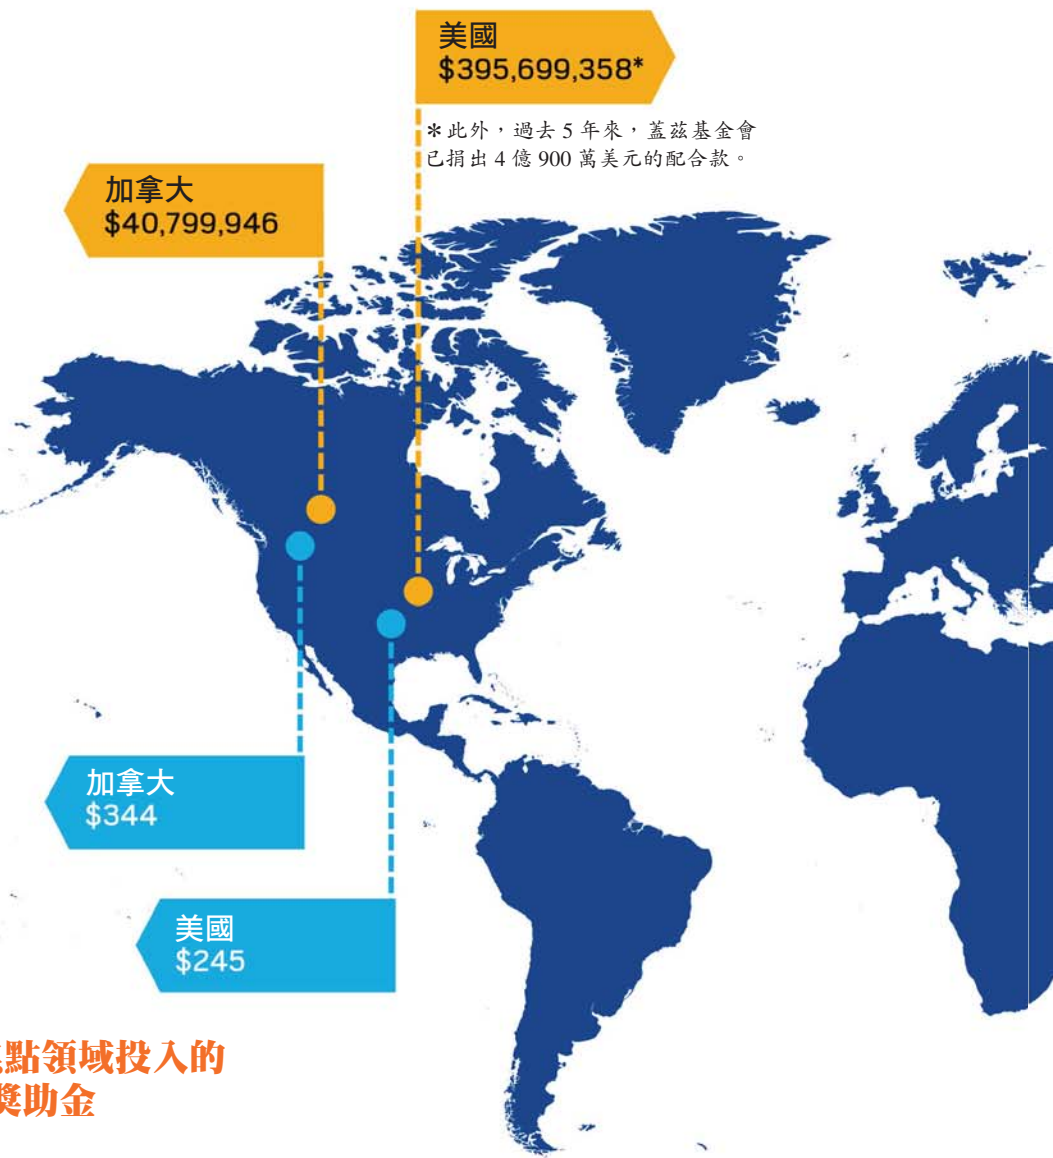 美國
$395,699,358*
＊此外，過去 5 年來，蓋茲基金會
已捐出 4 億 900 萬美元的配合款。
加拿大
$40,799,946
加拿大
$344
美國
$245
點領域投入的
獎助金